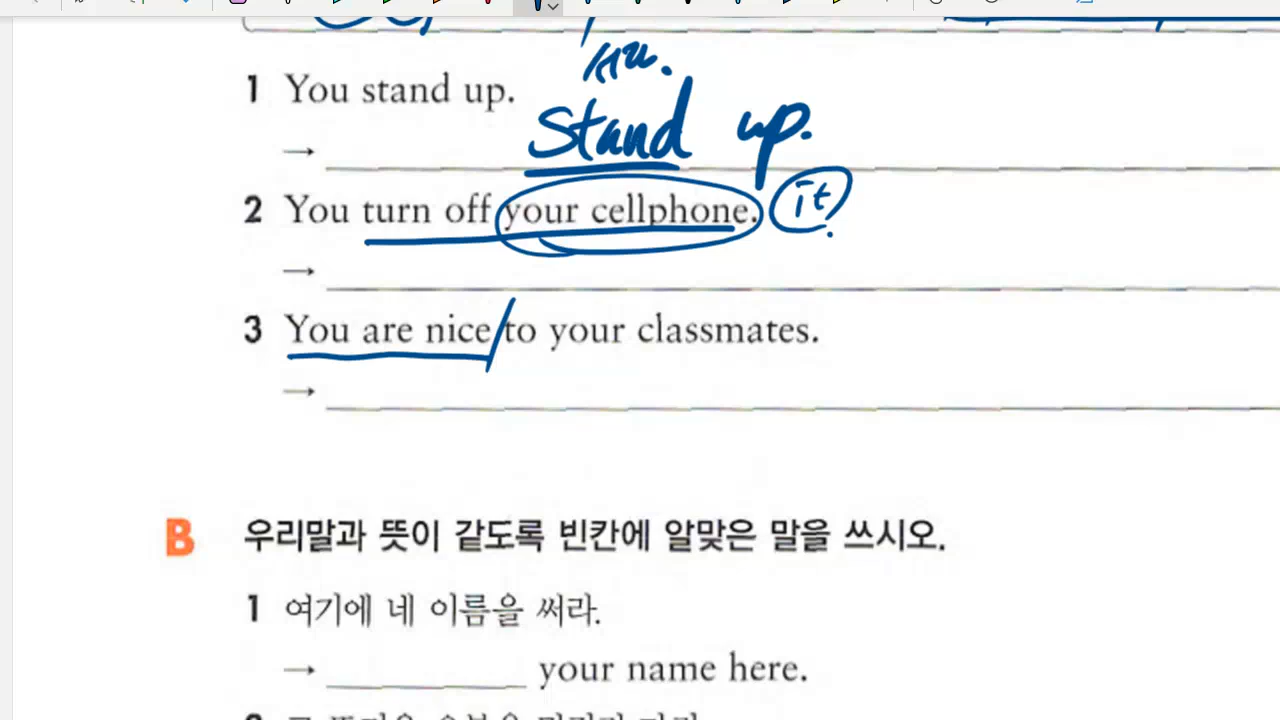 1 You stand up.
→ Stand up.
2 You turn off your cellphone. it
→
3 You are nice / to your classmates.
→
B 우리말과 뜻이 같도록 빈칸에 알맞은 말을 쓰시오.
1 여기에 네 이름을 써라.
→ your name here.